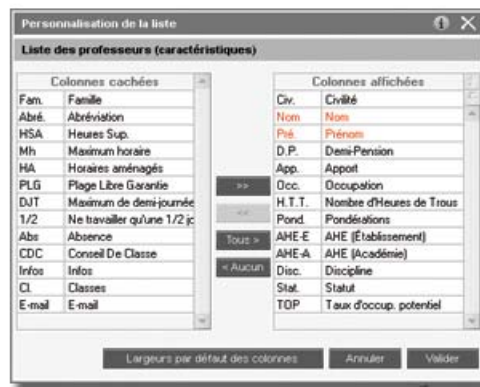 Personnalisation de la liste
Liste des professeurs (caractéristiques)
Colonnes cachées
Fam. Famille
Abré. Abréviation
HSA Heures Sup.
Mh Maximum horaire
HA Horaires aménagés
PLG Plage Libre Garantie
DJT Maximum de demi-journée
1/2 Ne travailler qu'une 1/2 jc
Abs Absence
CDC Conseil De Classe
Infos Infos
Cl. Classes
E-mail E-mail
>>
<<
Tous >
< Aucun
Colonnes affichées
Civ. Civilité
Nom Nom
Pré. Prénom
D.P. Demi-Pension
App. Apport
Occ. Occupation
H.T.T. Nombre d'Heures de Trous
Pond. Pondérations
AHE-E AHE (Établissement)
AHE-A AHE (Académie)
Disc. Discipline
Stat. Statut
TOP Taux d'occup. potentiel
Largeurs par défaut des colonnes
Annuler
Valider